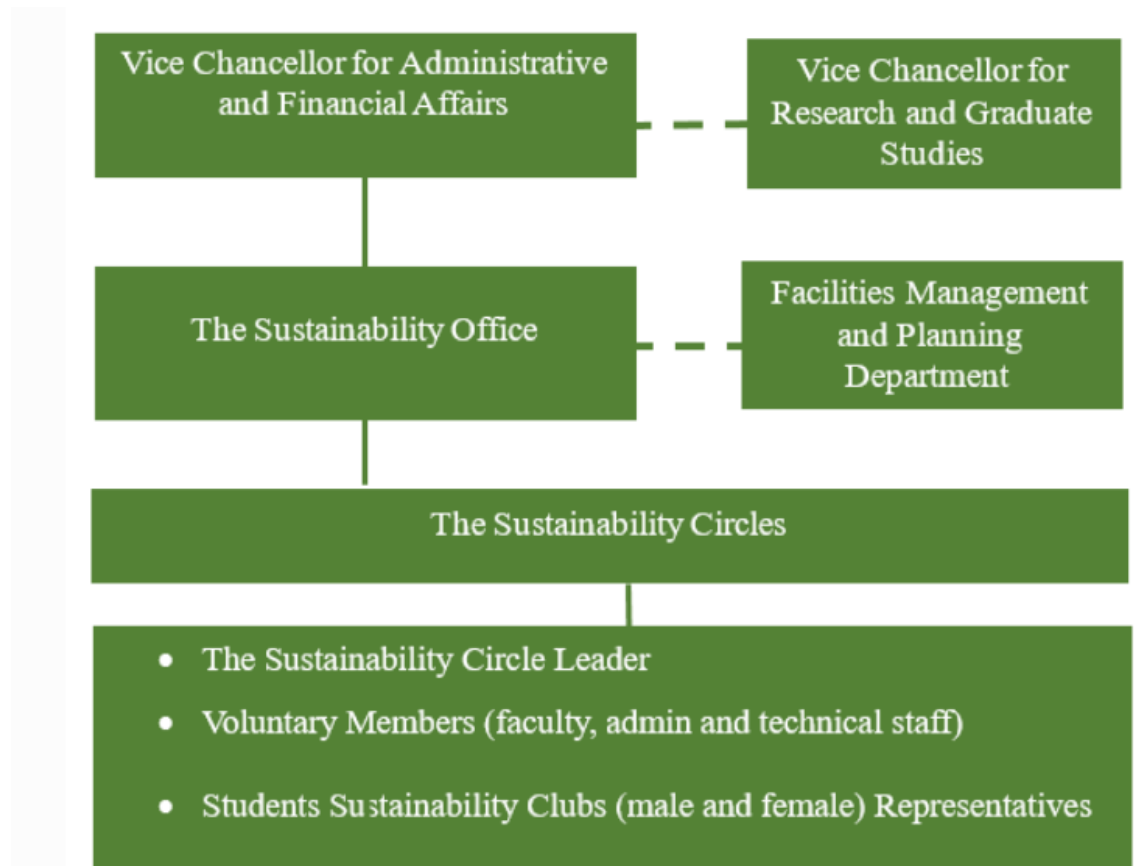 Vice Chancellor for Administrative
and Financial Affairs
Vice Chancellor for
Research and Graduate
Studies
The Sustainability Office
Facilities Management
and Planning
Department
The Sustainability Circles
• The Sustainability Circle Leader
• Voluntary Members (faculty, admin and technical staff)
• Students Sustainability Clubs (male and female) Representatives